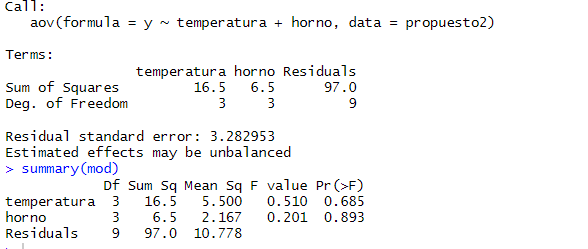 Call:
   aov(formula = y ~ temperatura + horno, data = propuesto2)
Terms:
                temperatura horno Residuals
Sum of Squares         16.5   6.5      97.0
Deg. of Freedom           3     3         9
Residual standard error: 3.282953
Estimated effects may be unbalanced
> summary(mod)
            Df Sum Sq Mean Sq F value Pr(>F)
temperatura  3   16.5   5.500   0.510  0.685
horno        3    6.5   2.167   0.201  0.893
Residuals    9   97.0  10.778